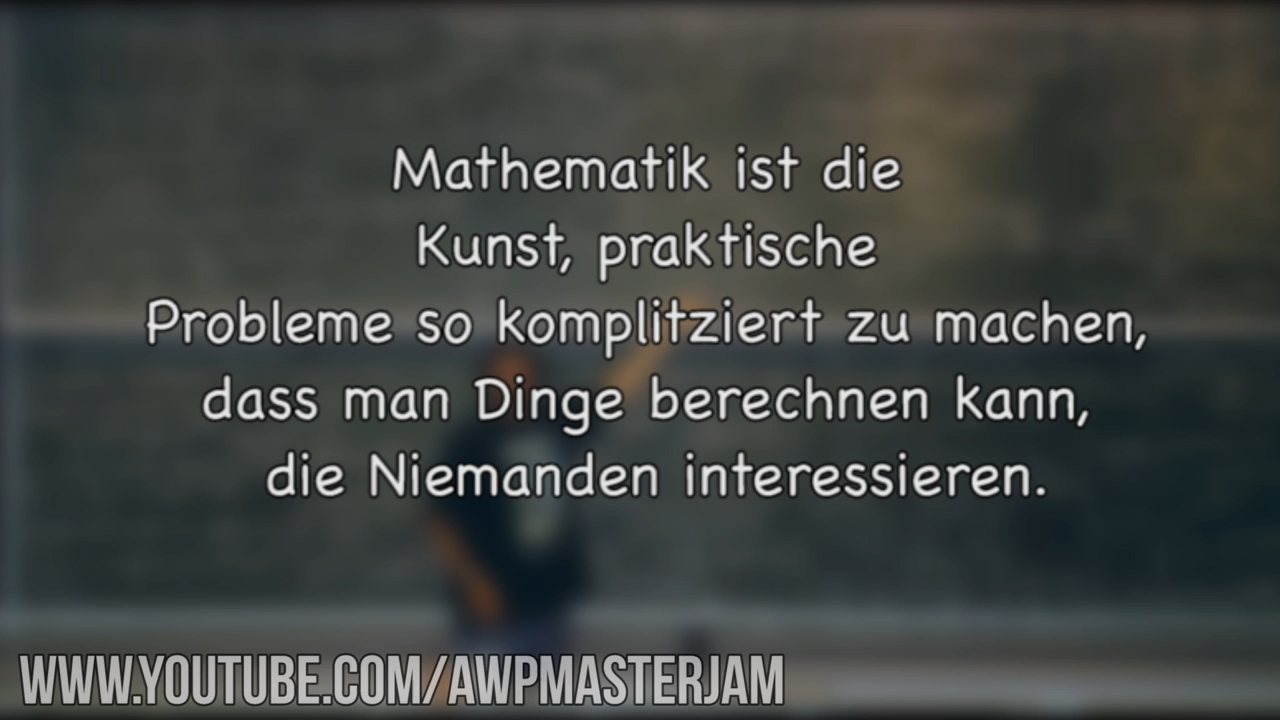 Mathematik ist die
Kunst, praktische
Probleme so komplitziert zu machen,
dass man Dinge berechnen kann,
die Niemanden interessieren.
WWW.YOUTUBE.COM/AWPMASTERJAM